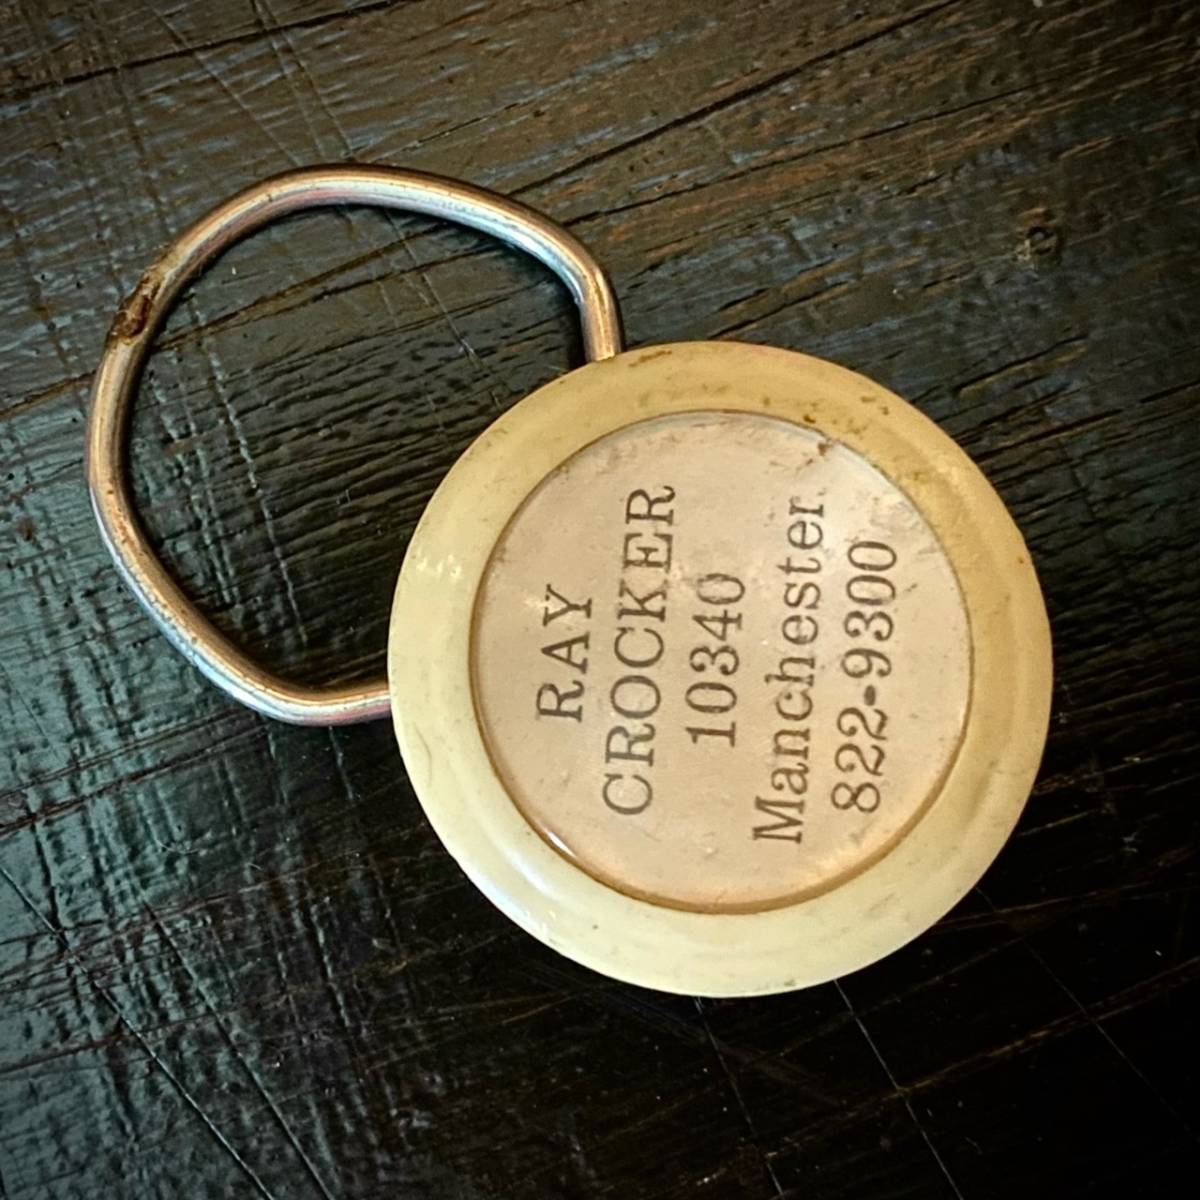 RAY
CROCKER
10340
Manchester
822-9300